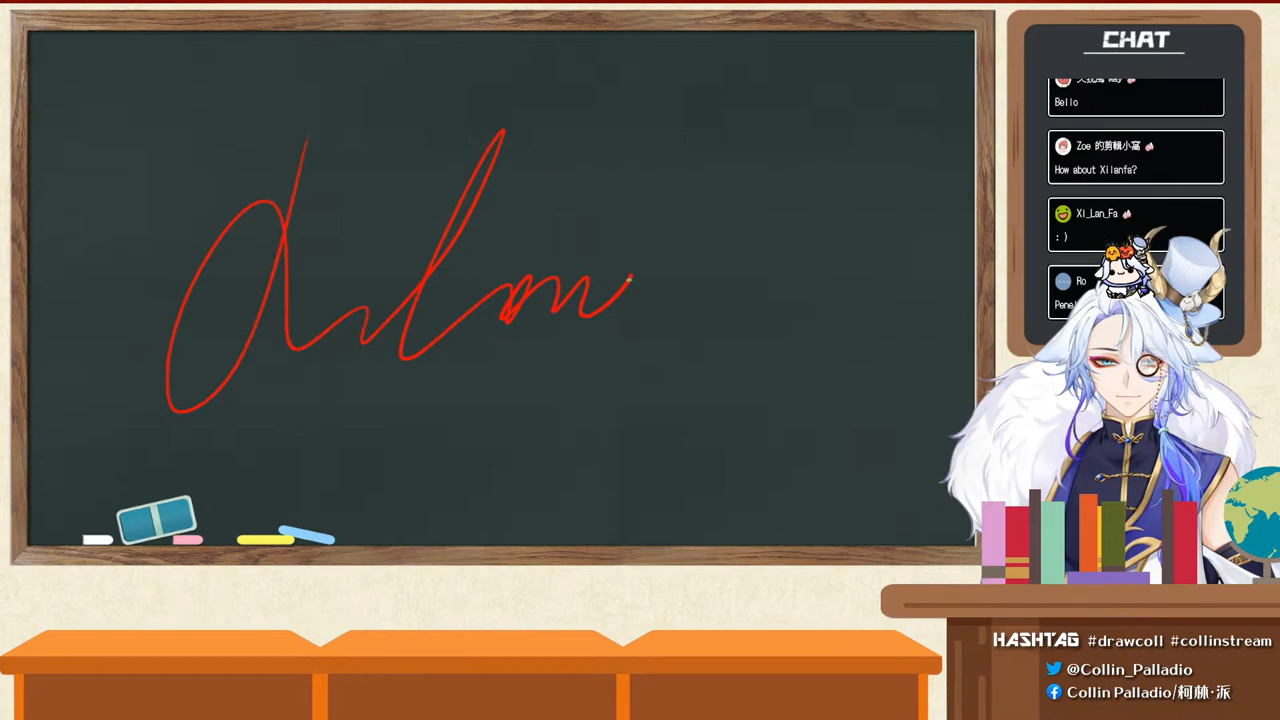 CHAT
Bello
Zoe 的剪輯小窩
How about Xilanfa?
Xi_Lan_Fa
: )
Ro
HASHTAG #drawcoll #collinstream
@Collin_Palladio
Collin Palladio/柯林·派